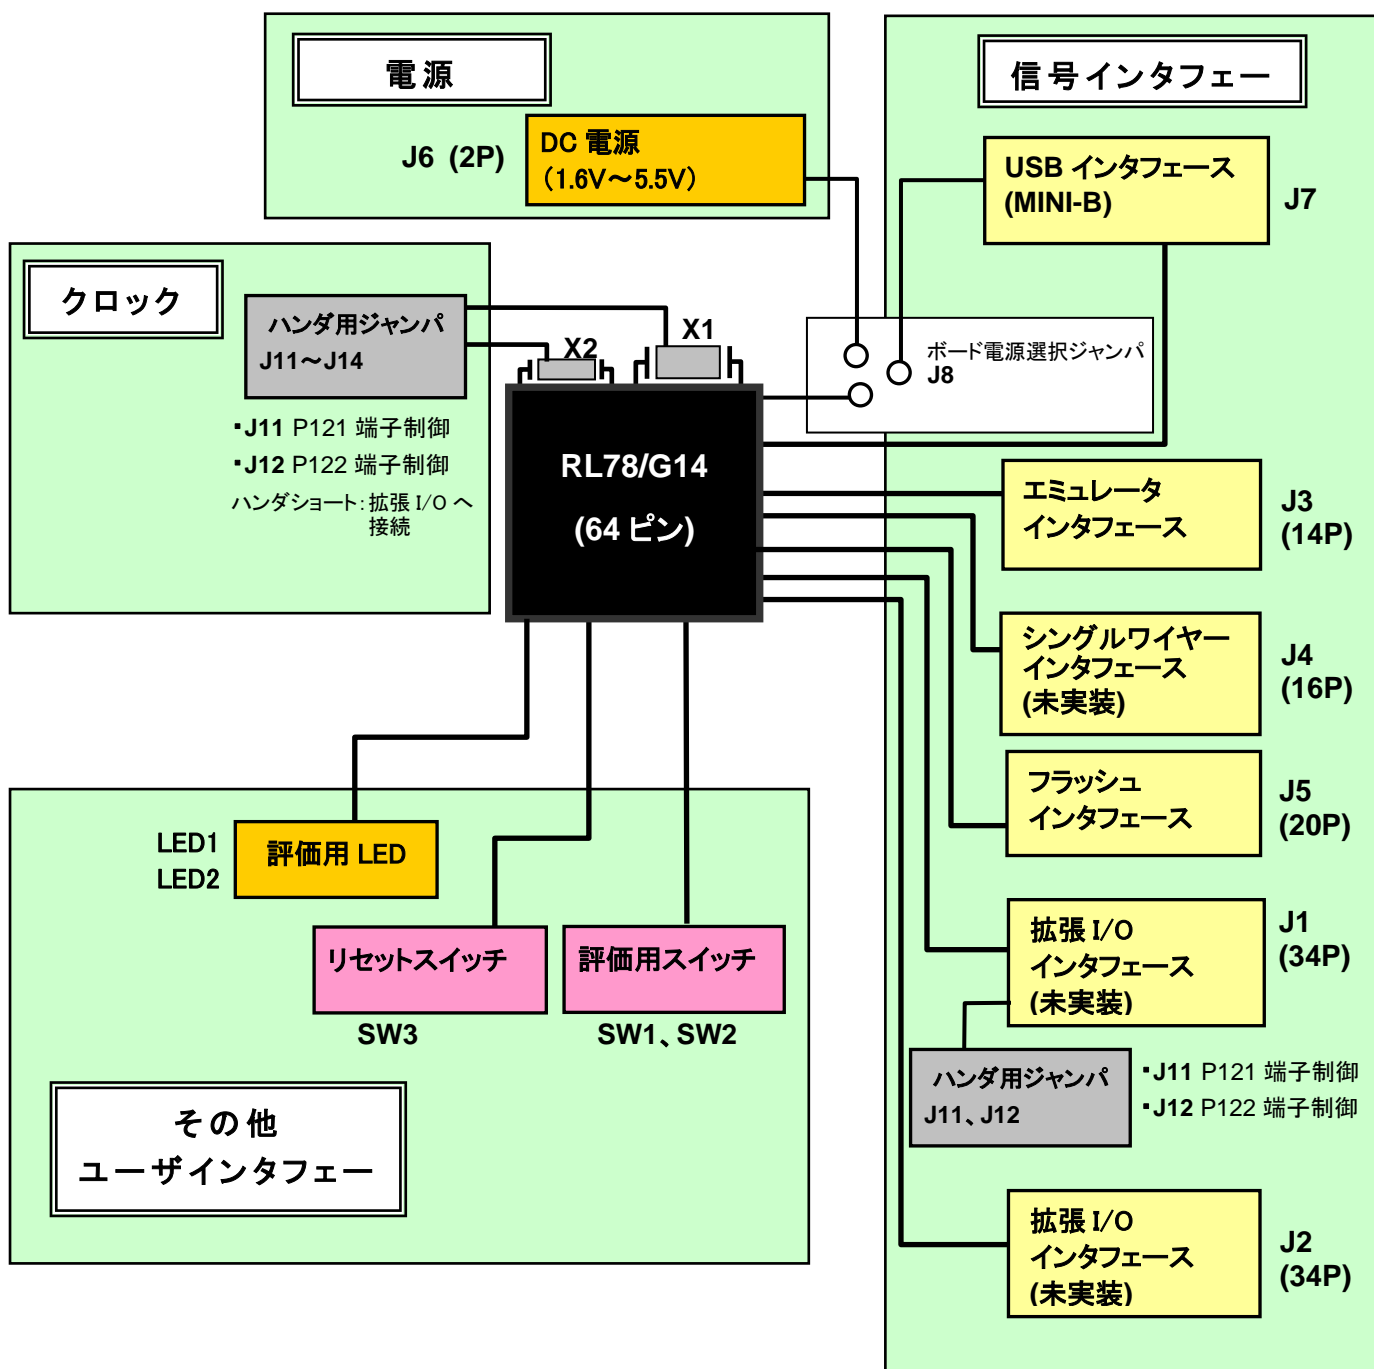 電源
J6 (2P)
DC 電源
（1.6V～5.5V）
信号インタフェー
USB インタフェース
(MINI-B)
J7
クロック
ハンダ用ジャンパ
J11～J14
▪J11 P121 端子制御
▪J12 P122 端子制御
ハンダショート：拡張 I/O へ
接続
X2
X1
ボード電源選択ジャンパ
J8
RL78/G14
(64 ピン)
エミュレータ
インタフェース
J3
(14P)
シングルワイヤー
インタフェース
(未実装)
J4
(16P)
フラッシュ
インタフェース
J5
(20P)
拡張 I/O
インタフェース
(未実装)
J1
(34P)
ハンダ用ジャンパ
J11、J12
▪J11 P121 端子制御
▪J12 P122 端子制御
拡張 I/O
インタフェース
(未実装)
J2
(34P)
LED1
LED2
評価用 LED
リセットスイッチ
SW3
評価用スイッチ
SW1、SW2
その他
ユーザインタフェー